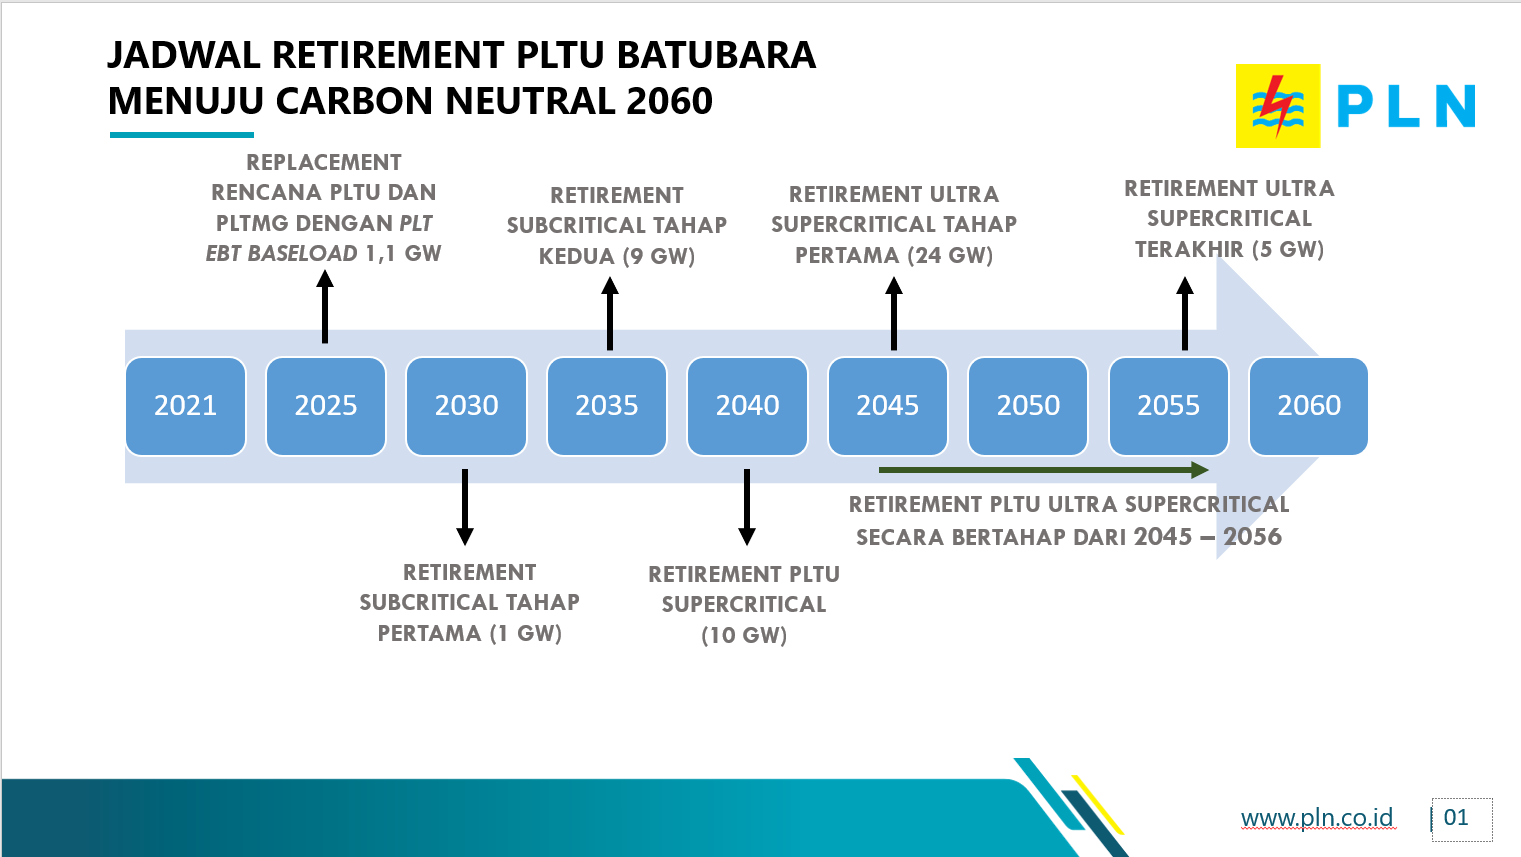 JADWAL RETIREMENT PLTU BATUBARA
MENUJU CARBON NEUTRAL 2060
PLN
REPLACEMENT
RENCANA PLTU DAN
PLTMG DENGAN PLT
EBT BASELOAD 1,1 GW
RETIREMENT
SUBCRITICAL TAHAP
KEDUA (9 GW)
RETIREMENT ULTRA
SUPERCRITICAL TAHAP
PERTAMA (24 GW)
RETIREMENT ULTRA
SUPERCRITICAL
TERAKHIR (5 GW)
2021
2025
2030
2035
2040
2045
2050
2055
2060
RETIREMENT PLTU ULTRA SUPERCRITICAL
SECARA BERTAHAP DARI 2045 – 2056
RETIREMENT
SUBCRITICAL TAHAP
PERTAMA (1 GW)
RETIREMENT PLTU
SUPERCRITICAL
(10 GW)
www.pln.co.id | 01